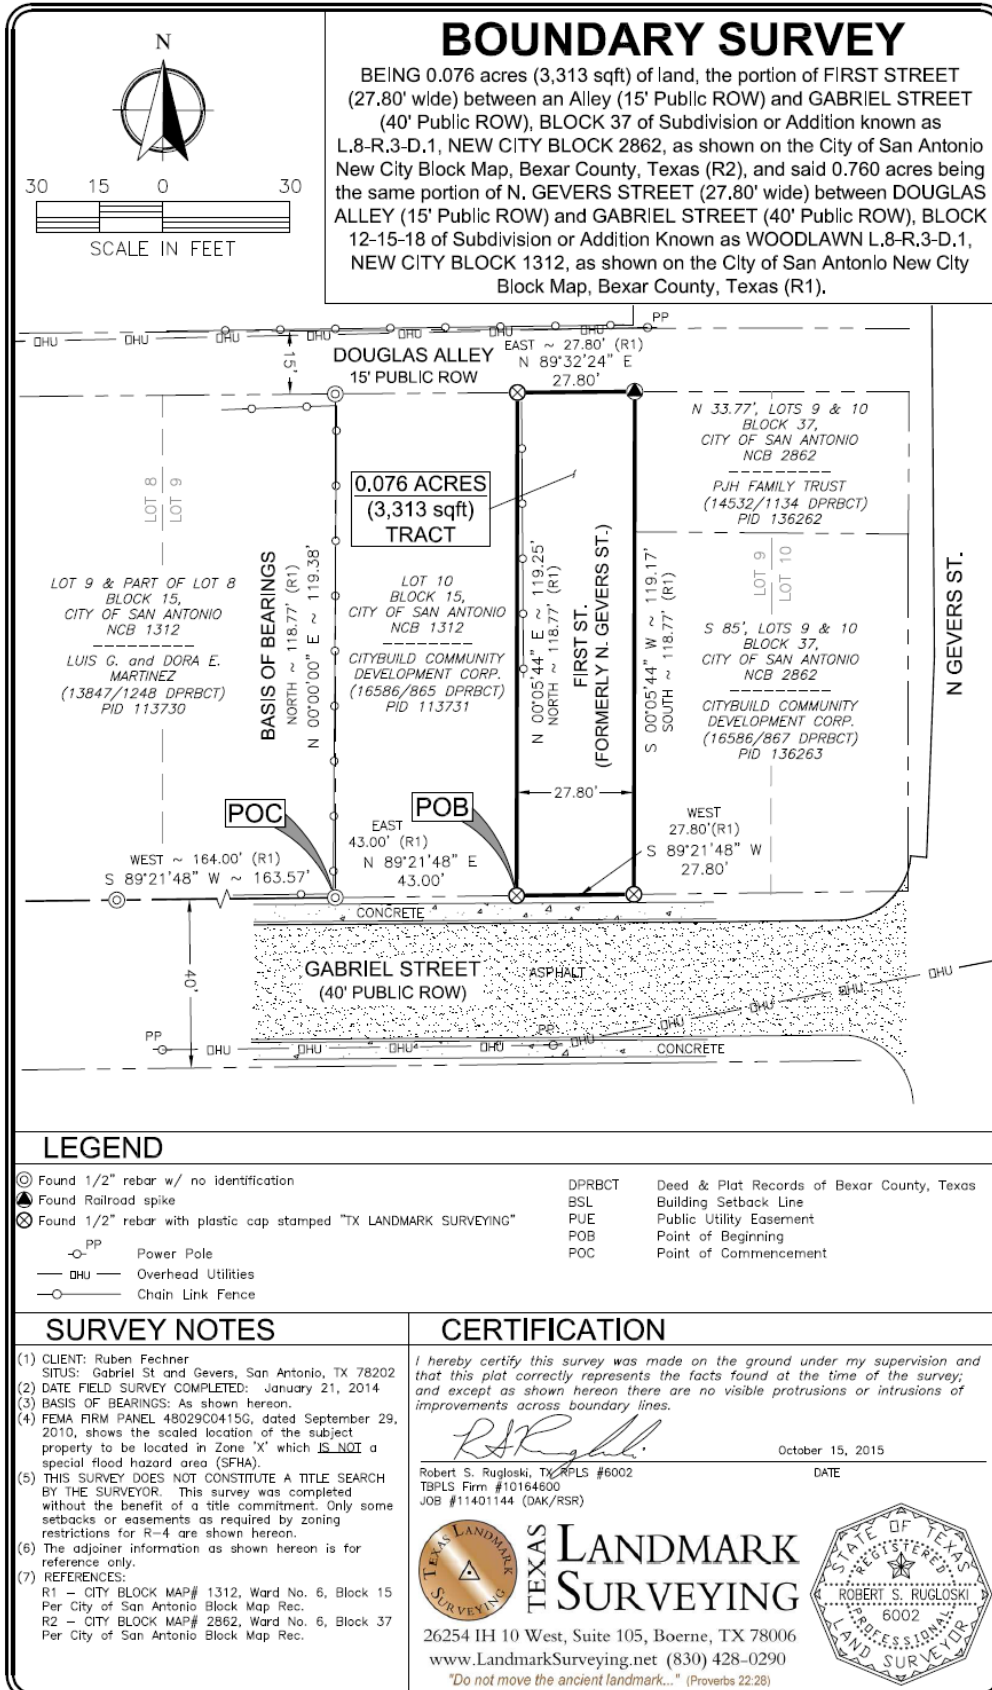 N
30 15 0 30
SCALE IN FEET
BOUNDARY SURVEY
BEING 0.076 acres (3,313 sqft) of land, the portion of FIRST STREET
(27.80' wide) between an Alley (15' Public ROW) and GABRIEL STREET
(40' Public ROW), BLOCK 37 of Subdivision or Addition known as
L.8-R.3-D.1, NEW CITY BLOCK 2862, as shown on the City of San Antonio
New City Block Map, Bexar County, Texas (R2), and said 0.760 acres being
the same portion of N. GEVERS STREET (27.80' wide) between DOUGLAS
ALLEY (15' Public ROW) and GABRIEL STREET (40' Public ROW), BLOCK
12-15-18 of Subdivision or Addition Known as WOODLAWN L.8-R.3-D.1,
NEW CITY BLOCK 1312, as shown on the City of San Antonio New City
Block Map, Bexar County, Texas (R1).
PP
OHU OHU OHU OHU OHU OHU OHU
15'
DOUGLAS ALLEY
15' PUBLIC ROW
EAST ~ 27.80' (R1)
N 89°32'24" E
27.80'
LOT 8
LOT 9
0.076 ACRES
(3,313 sqft)
TRACT
N 33.77', LOTS 9 & 10
BLOCK 37,
CITY OF SAN ANTONIO
NCB 2862
PJH FAMILY TRUST
(14532/1134 DPRBCT)
PID 136262
LOT 9 & PART OF LOT 8
BLOCK 15,
CITY OF SAN ANTONIO
NCB 1312
LUIS G. and DORA E.
MARTINEZ
(13847/1248 DPRBCT)
PID 113730
BASIS OF BEARINGS
NORTH ~ 118.77' (R1)
N 00°00'00" E ~ 119.38'
LOT 10
BLOCK 15,
CITY OF SAN ANTONIO
NCB 1312
CITYBUILD COMMUNITY
DEVELOPMENT CORP.
(16586/865 DPRBCT)
PID 113731
N 00°05'44" E ~ 119.25'
NORTH ~ 118.77' (R1)
FIRST ST.
(FORMERLY N. GEVERS ST.)
S 00°05'44" W ~ 119.17'
SOUTH ~ 118.77' (R1)
LOT 9
LOT 10
S 85', LOTS 9 & 10
BLOCK 37,
CITY OF SAN ANTONIO
NCB 2862
CITYBUILD COMMUNITY
DEVELOPMENT CORP.
(16586/867 DPRBCT)
PID 136263
N GEVERS ST.
27.80'
POC
POB
WEST ~ 164.00' (R1)
S 89°21'48" W ~ 163.57'
EAST
43.00' (R1)
N 89°21'48" E
43.00'
WEST
27.80'(R1)
S 89°21'48" W
27.80'
CONCRETE
40'
GABRIEL STREET
(40' PUBLIC ROW)
ASPHALT
PP
OHU OHU OHU OHU
PP
OHU OHU OHU OHU
CONCRETE
LEGEND
Found 1/2" rebar w/ no identification
Found Railroad spike
Found 1/2" rebar with plastic cap stamped "TX LANDMARK SURVEYING"
PP Power Pole
OHU Overhead Utilities
Chain Link Fence
DPRBCT Deed & Plat Records of Bexar County, Texas
BSL Building Setback Line
PUE Public Utility Easement
POB Point of Beginning
POC Point of Commencement
SURVEY NOTES
(1) CLIENT: Ruben Fechner
SITUS: Gabriel St and Gevers, San Antonio, TX 78202
(2) DATE FIELD SURVEY COMPLETED: January 21, 2014
(3) BASIS OF BEARINGS: As shown hereon.
(4) FEMA FIRM PANEL 48029C0415G, dated September 29,
2010, shows the scaled location of the subject
property to be located in Zone 'X' which IS NOT a
special flood hazard area (SFHA).
(5) THIS SURVEY DOES NOT CONSTITUTE A TITLE SEARCH
BY THE SURVEYOR. This survey was completed
without the benefit of a title commitment. Only some
setbacks or easements as required by zoning
restrictions for R-4 are shown hereon.
(6) The adjoiner information as shown hereon is for
reference only.
(7) REFERENCES:
R1 – CITY BLOCK MAP# 1312, Ward No. 6, Block 15
Per City of San Antonio Block Map Rec.
R2 – CITY BLOCK MAP# 2862, Ward No. 6, Block 37
Per City of San Antonio Block Map Rec.
CERTIFICATION
I hereby certify this survey was made on the ground under my supervision and
that this plat correctly represents the facts found at the time of the survey;
and except as shown hereon there are no visible protrusions or intrusions of
improvements across boundary lines.
October 15, 2015
Robert S. Rugloski, TX RPLS #6002 DATE
TBPLS Firm #10164600
JOB #11401144 (DAK/RSR)
TEXAS LANDMARK
SURVEYING
TEXAS
LANDMARK
SURVEYING
26254 IH 10 West, Suite 105, Boerne, TX 78006
www.LandmarkSurveying.net (830) 428-0290
"Do not move the ancient landmark..." (Proverbs 22:28)
STATE OF TEXAS
REGISTERED
ROBERT S. RUGLOSKI
6002
PROFESSIONAL
LAND SURVEYOR